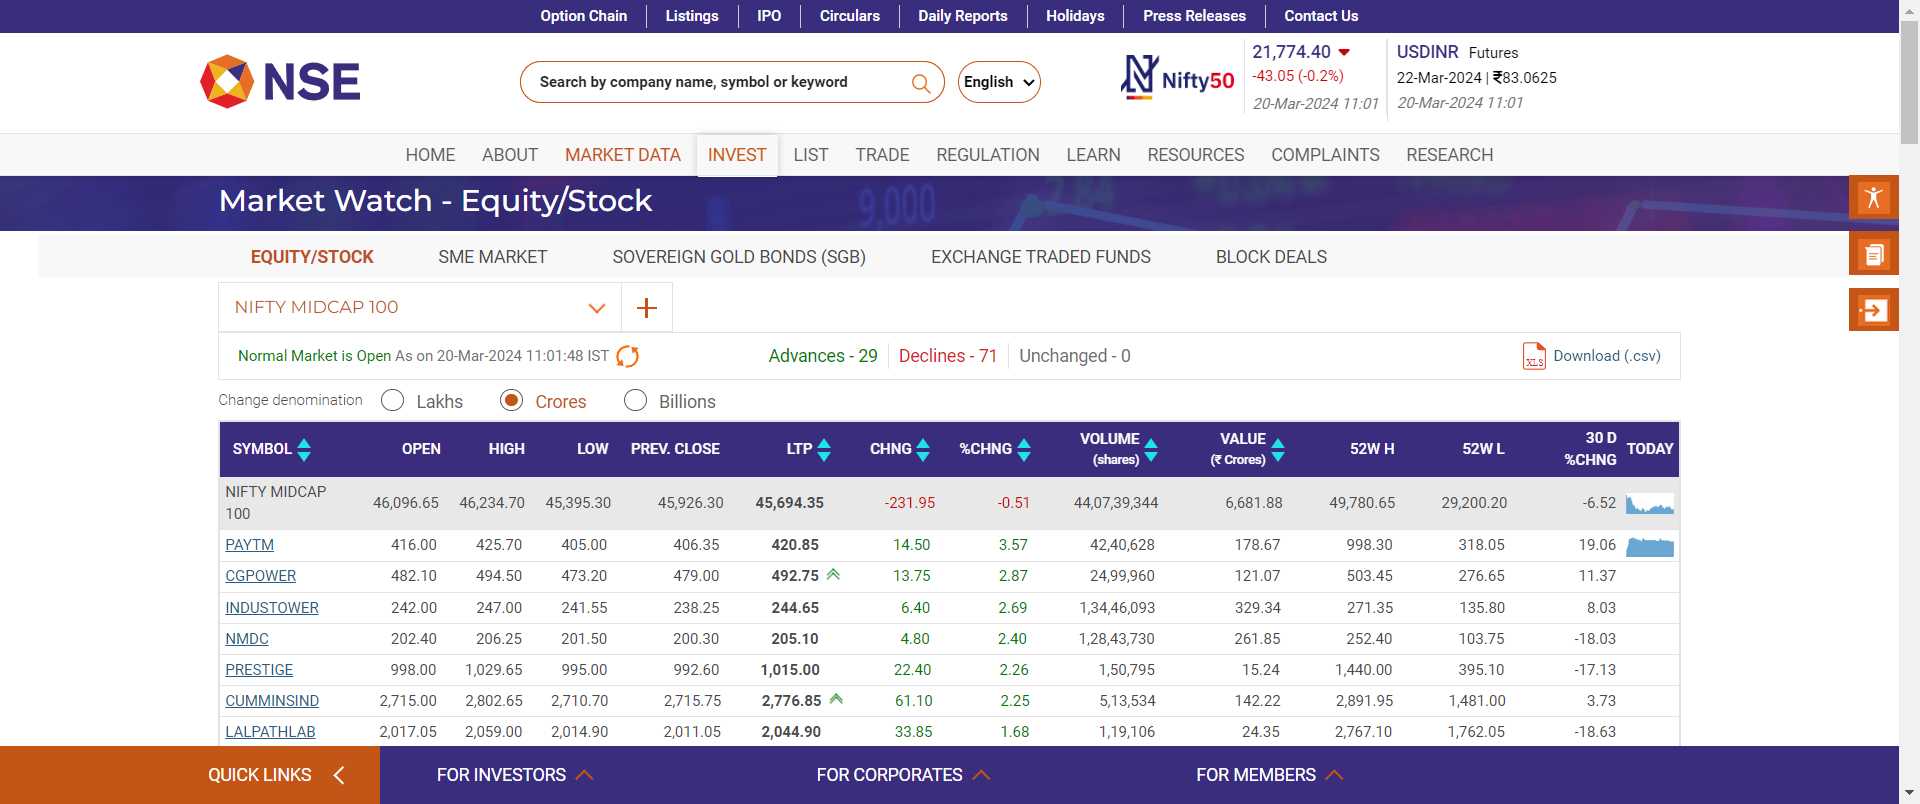 Option Chain Listings IPO Circulars Daily Reports Holidays Press Releases Contact Us
NSE
Search by company name, symbol or keyword
English
Nifty50
21,774.40
-43.05 (-0.2%)
20-Mar-2024 11:01
USDINR Futures
22-Mar-2024 | ₹83.0625
20-Mar-2024 11:01
HOME ABOUT MARKET DATA INVEST LIST TRADE REGULATION LEARN RESOURCES COMPLAINTS RESEARCH
Market Watch - Equity/Stock
9,000
EQUITY/STOCK SME MARKET SOVEREIGN GOLD BONDS (SGB) EXCHANGE TRADED FUNDS BLOCK DEALS
NIFTY MIDCAP 100
Normal Market is Open As on 20-Mar-2024 11:01:48 IST Advances - 29 Declines - 71 Unchanged - 0 XLS Download (.csv)
Change denomination Lakhs Crores Billions
SYMBOL OPEN HIGH LOW PREV. CLOSE LTP CHNG %CHNG VOLUME (shares) VALUE (₹ Crores) 52W H 52W L 30 D %CHNG TODAY
NIFTY MIDCAP 100 46,096.65 46,234.70 45,395.30 45,926.30 45,694.35 -231.95 -0.51 44,07,39,344 6,681.88 49,780.65 29,200.20 -6.52
PAYTM 416.00 425.70 405.00 406.35 420.85 14.50 3.57 42,40,628 178.67 998.30 318.05 19.06
CGPOWER 482.10 494.50 473.20 479.00 492.75 13.75 2.87 24,99,960 121.07 503.45 276.65 11.37
INDUSTOWER 242.00 247.00 241.55 238.25 244.65 6.40 2.69 1,34,46,093 329.34 271.35 135.80 8.03
NMDC 202.40 206.25 201.50 200.30 205.10 4.80 2.40 1,28,43,730 261.85 252.40 103.75 -18.03
PRESTIGE 998.00 1,029.65 995.00 992.60 1,015.00 22.40 2.26 1,50,795 15.24 1,440.00 395.10 -17.13
CUMMINSIND 2,715.00 2,802.65 2,710.70 2,715.75 2,776.85 61.10 2.25 5,13,534 142.22 2,891.95 1,481.00 3.73
LALPATHLAB 2,017.05 2,059.00 2,014.90 2,011.05 2,044.90 33.85 1.68 1,19,106 24.35 2,767.10 1,762.05 -18.63
QUICK LINKS FOR INVESTORS FOR CORPORATES FOR MEMBERS